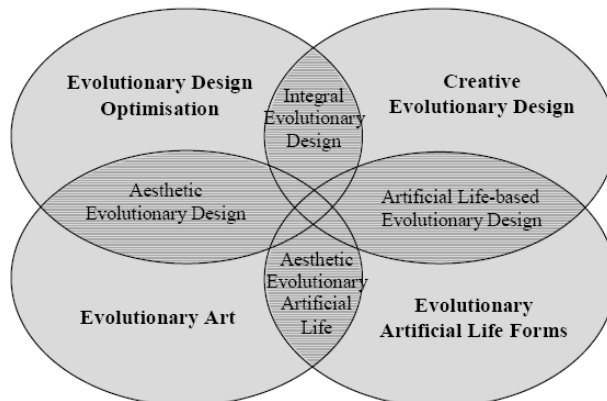 Evolutionary Design
Optimisation
Creative
Evolutionary Design
Integral
Evolutionary
Design
Aesthetic
Evolutionary Design
Artificial Life-based
Evolutionary Design
Aesthetic
Evolutionary
Artificial
Life
Evolutionary Art
Evolutionary
Artificial Life Forms